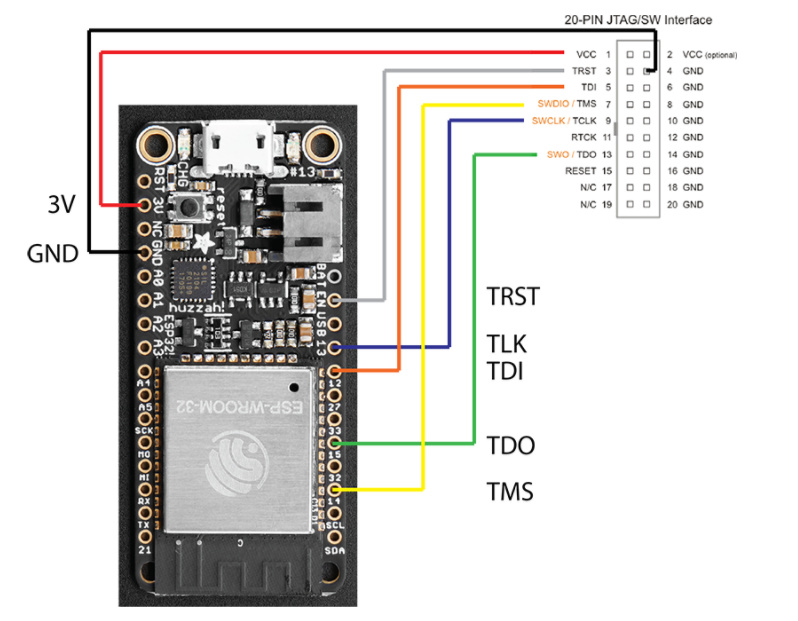 20-PIN JTAG/SW Interface
VCC 1 2 VCC (optional)
TRST 3 4 GND
TDI 5 6 GND
SWDIO / TMS 7 8 GND
SWCLK / TCLK 9 10 GND
RTCK 11 12 GND
SWO / TDO 13 14 GND
RESET 15 16 GND
N/C 17 18 GND
N/C 19 20 GND
3V
GND
TRST
TLK
TDI
TDO
TMS
RST
3V
NC
GND
A0
A1
A2
A3
A4
A5
SCK
MO
MI
RX
TX
21
CHG
#13
rese
huzzah!
ESP32!
BAT
EN
USB
13
12
27
33
15
32
14
SCL
SDA
ESP-WROOM-32
C